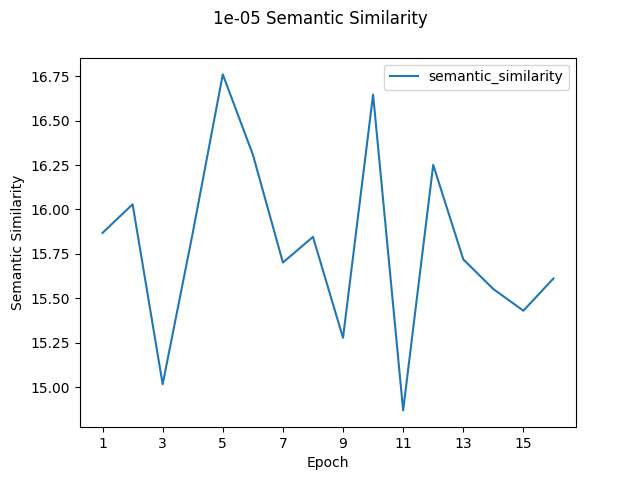 1e-05 Semantic Similarity
semantic_similarity
16.75
16.50
16.25
16.00
15.75
15.50
15.25
15.00
Semantic Similarity
1 3 5 7 9 11 13 15
Epoch